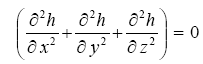 (∂²h/∂x² + ∂²h/∂y² + ∂²h/∂z²) = 0